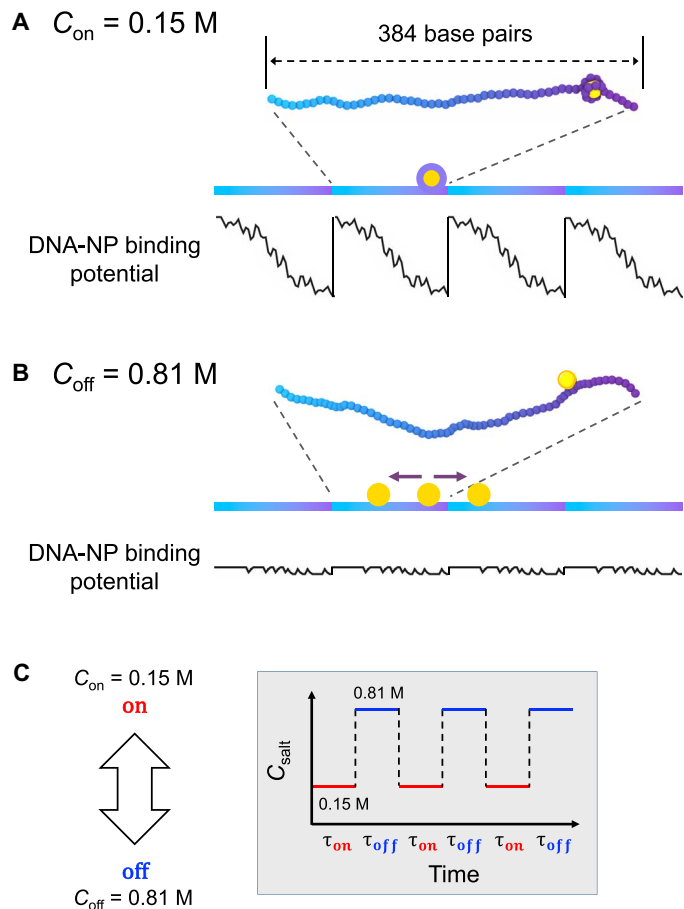 A
C_on = 0.15 M
384 base pairs
DNA-NP binding
potential
B
C_off = 0.81 M
DNA-NP binding
potential
C
C_on = 0.15 M
on
off
C_off = 0.81 M
C_salt
0.81 M
0.15 M
τ_on τ_off τ_on τ_off τ_on τ_off
Time